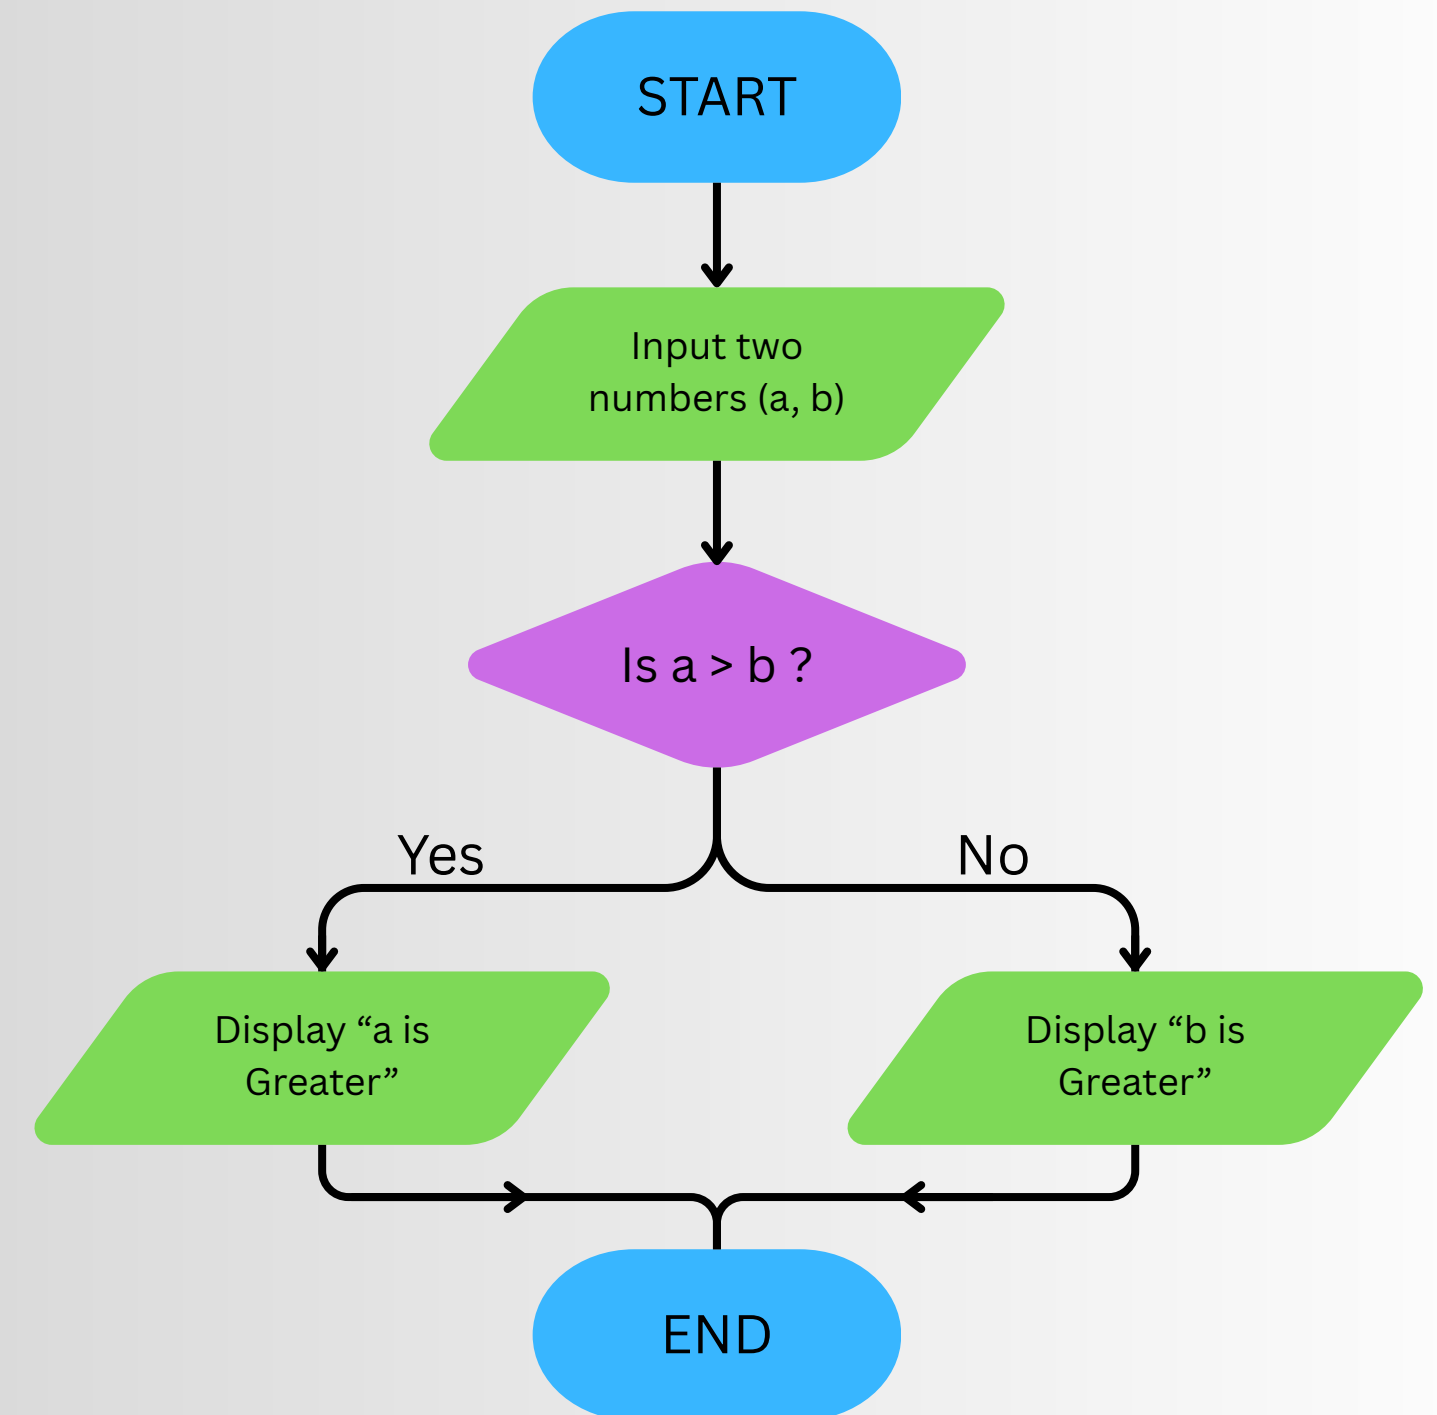 START
Input two
numbers (a, b)
Is a > b ?
Yes
No
Display “a is
Greater”
Display “b is
Greater”
END